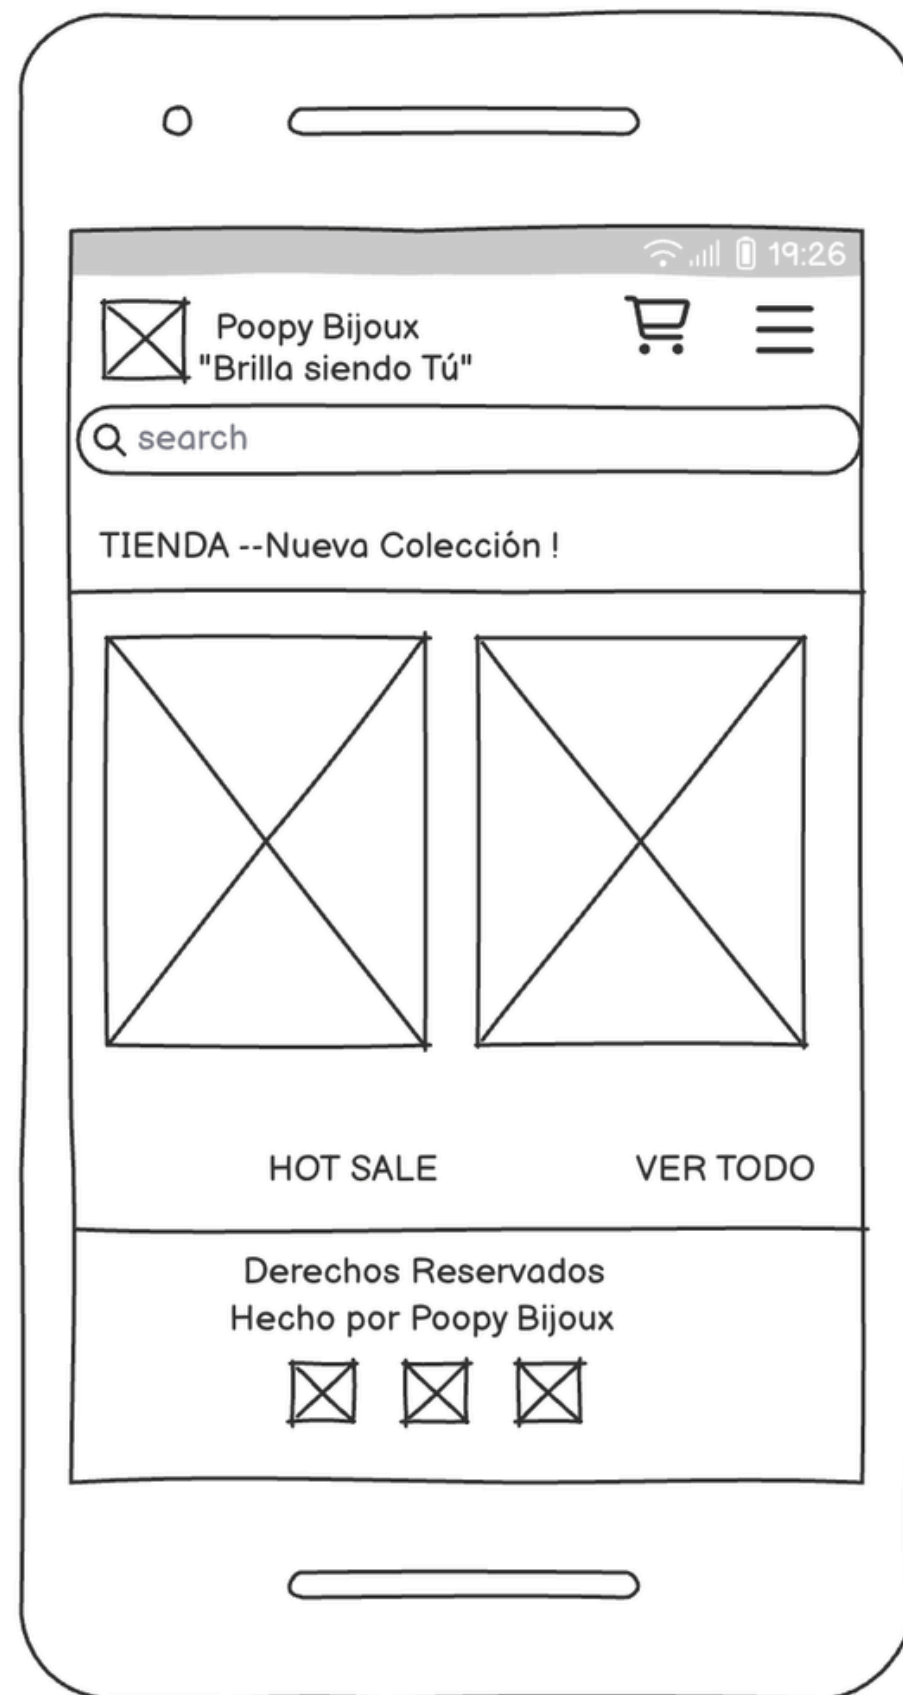 19:26
Poopy Bijoux
"Brilla siendo Tú"
search
TIENDA --Nueva Colección !
HOT SALE
VER TODO
Derechos Reservados
Hecho por Poopy Bijoux